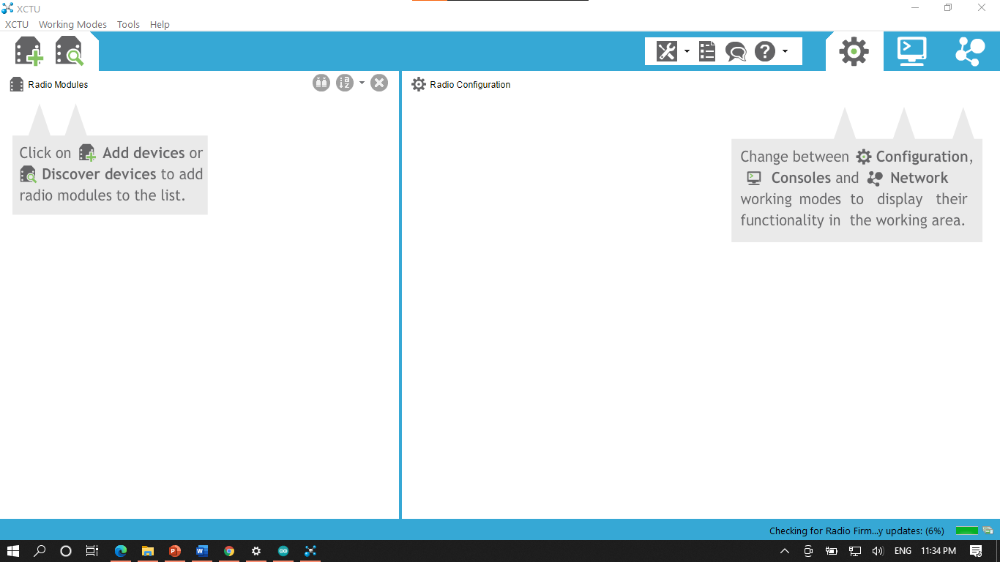 XCTU
XCTU Working Modes Tools Help
Radio Modules
Radio Configuration
Click on Add devices or
Discover devices to add
radio modules to the list.
Change between Configuration,
Consoles and Network
working modes to display their
functionality in the working area.
Checking for Radio Firm...y updates: (6%)
ENG 11:34 PM